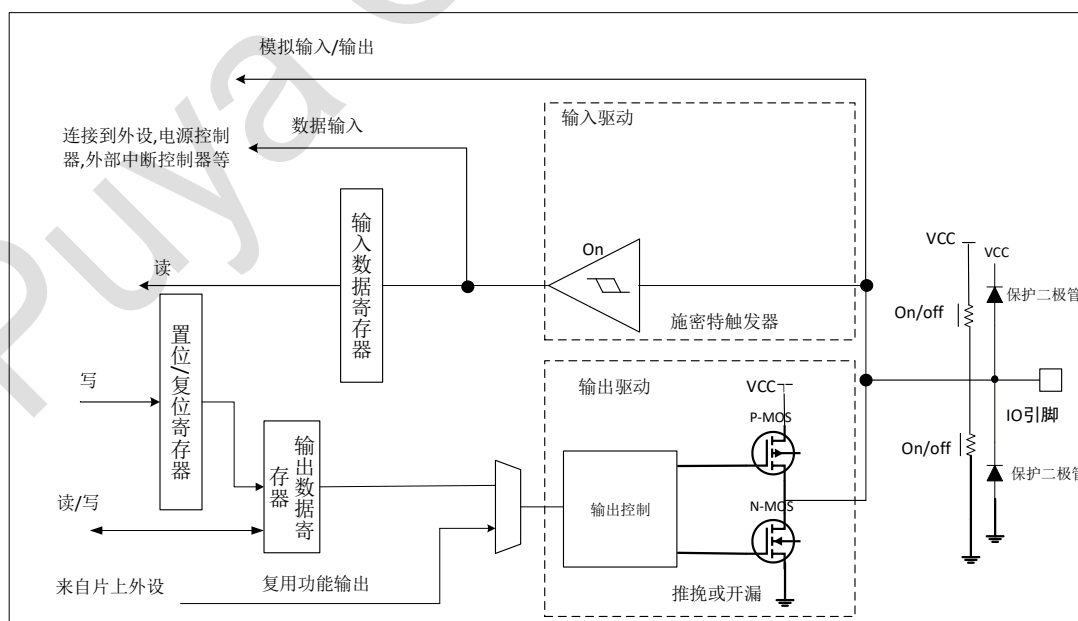 模拟输入/输出
数据输入
连接到外设,电源控制
器,外部中断控制器等
输入驱动
On
施密特触发器
输入数据寄存器
读
置位/复位寄存器
写
输出数据寄
存器
读/写
来自片上外设
复用功能输出
输出驱动
VCC
P-MOS
N-MOS
输出控制
推挽或开漏
VCC
VCC
On/off
保护二极管
IO引脚
On/off
保护二极管
Puya